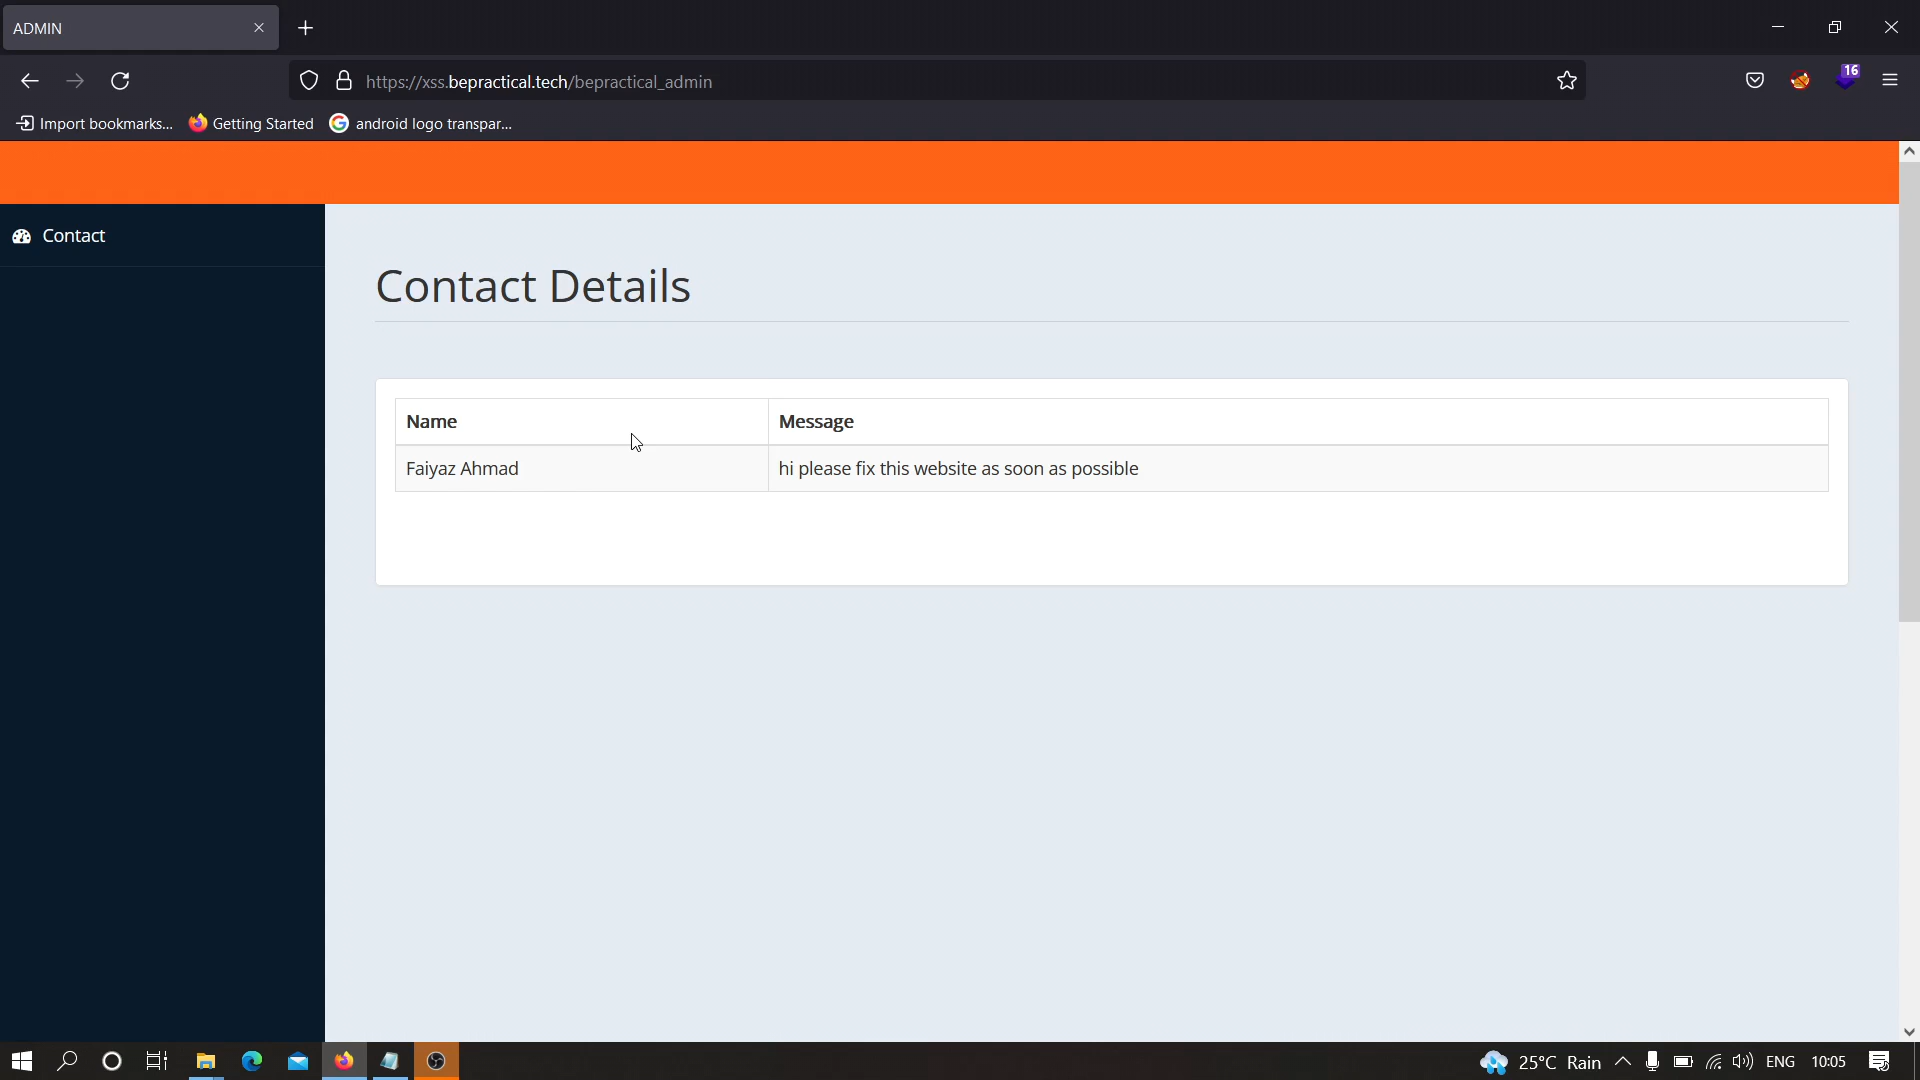 ADMIN
16
https://xss.bepractical.tech/bepractical_admin
Import bookmarks...
Getting Started
android logo transpar...
Contact
Contact Details
Name
Message
Faiyaz Ahmad
hi please fix this website as soon as possible
25°C Rain
ENG
10:05